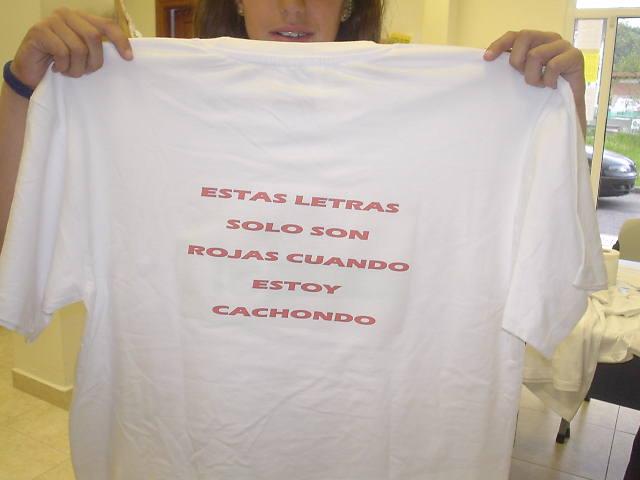 ESTAS LETRAS
SOLO SON
ROJAS CUANDO
ESTOY
CACHONDO